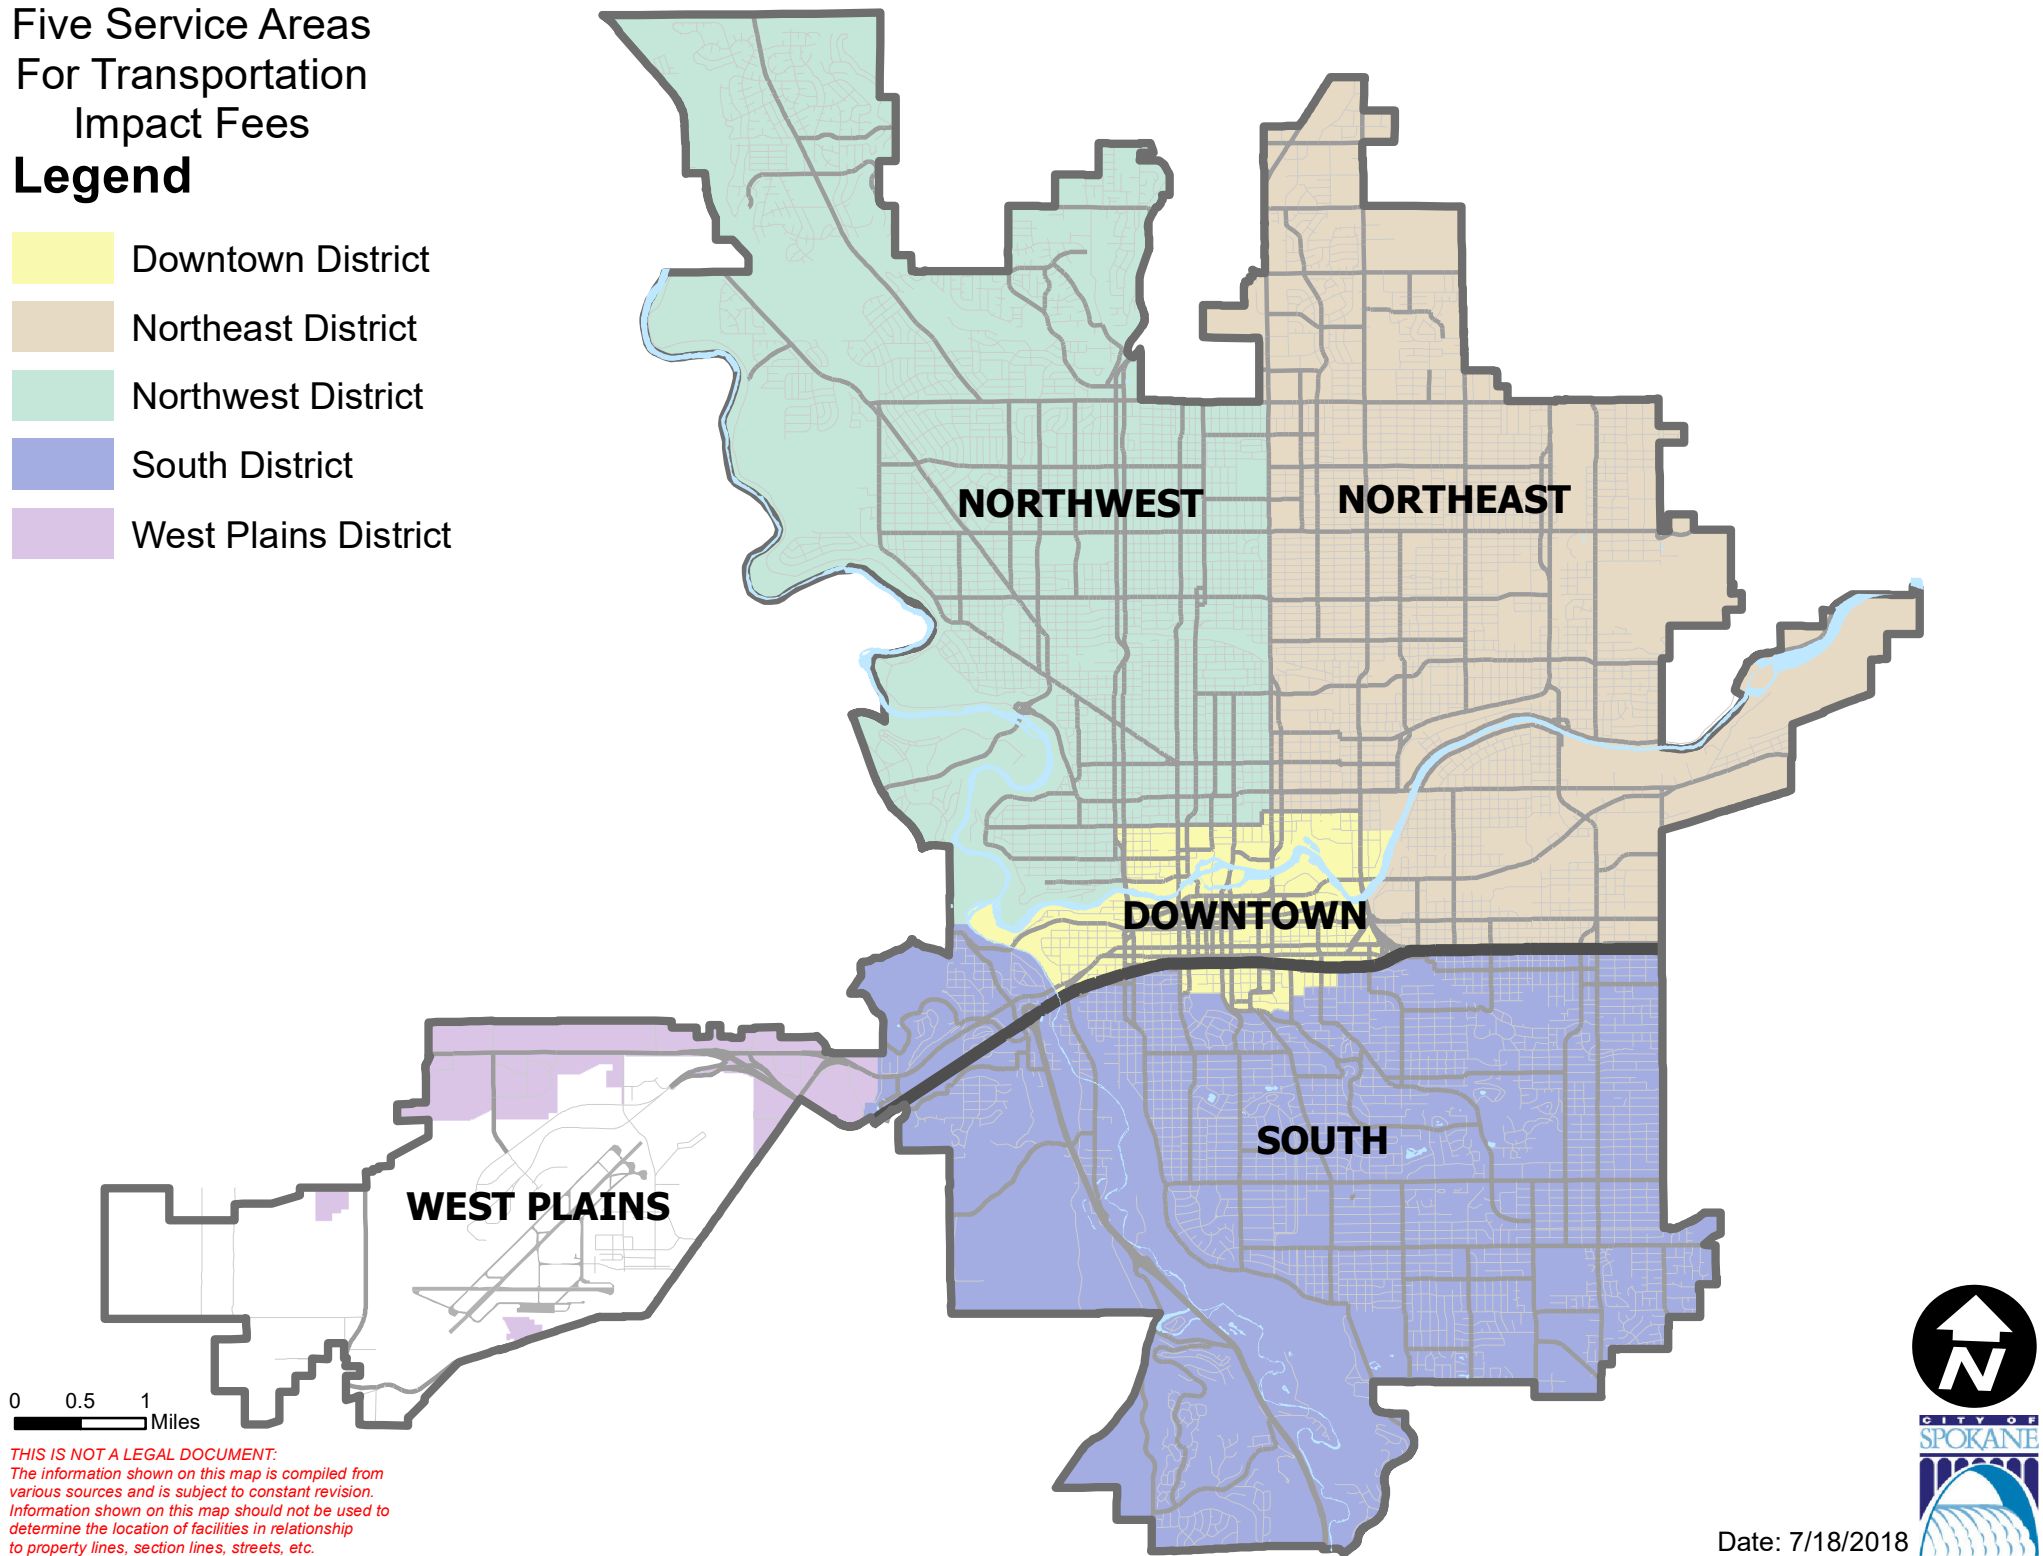 Five Service Areas
For Transportation
Impact Fees
Legend
Downtown District
Northeast District
Northwest District
South District
West Plains District
NORTHWEST
NORTHEAST
DOWNTOWN
SOUTH
WEST PLAINS
0 0.5 1
Miles
THIS IS NOT A LEGAL DOCUMENT:
The information shown on this map is compiled from
various sources and is subject to constant revision.
Information shown on this map should not be used to
determine the location of facilities in relationship
to property lines, section lines, streets, etc.
N
CITY OF
SPOKANE
Date: 7/18/2018